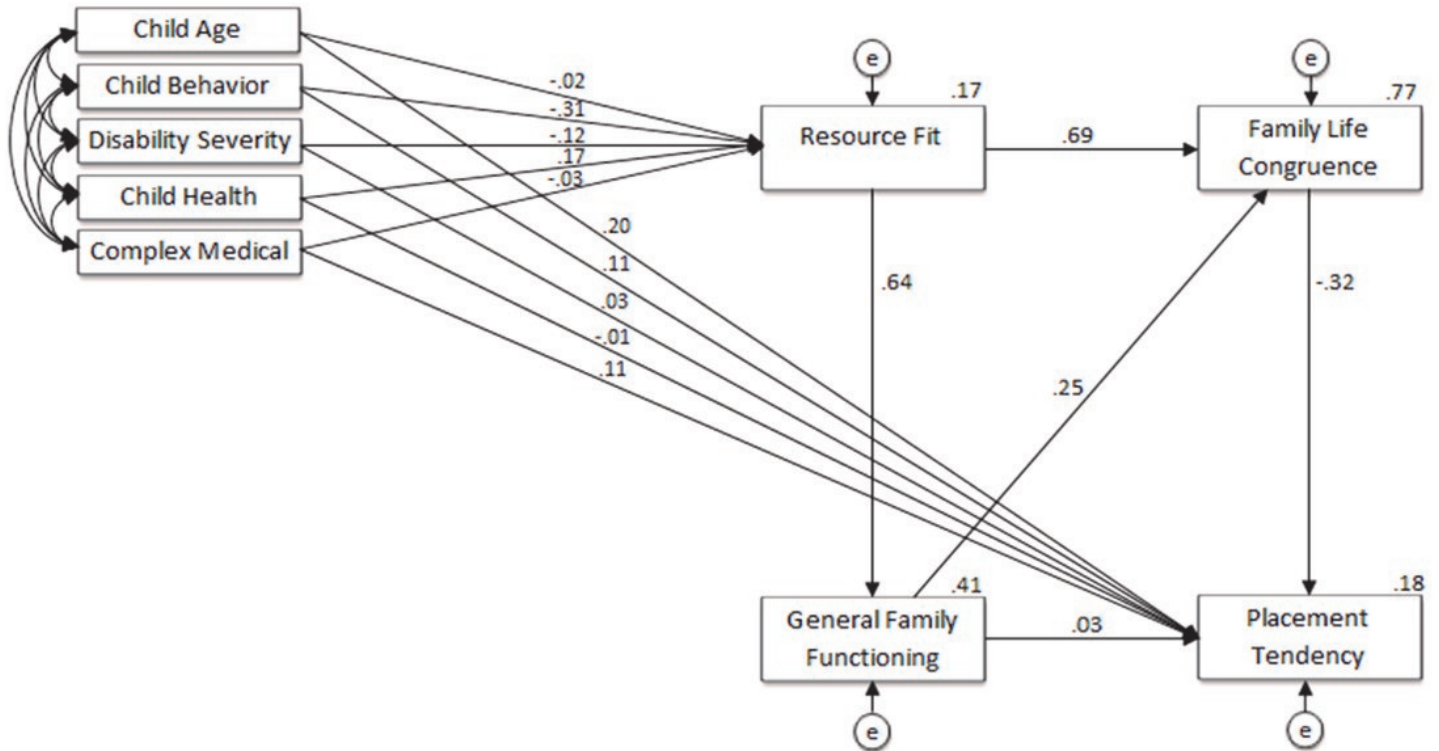 Child Age
Child Behavior
Disability Severity
Child Health
Complex Medical
-.02
-.31
-.12
.17
-.03
.20
.11
.03
-.01
.11
e
.17
Resource Fit
.69
e
.77
Family Life
Congruence
.64
.25
-.32
.41
General Family
Functioning
e
.03
.18
Placement
Tendency
e